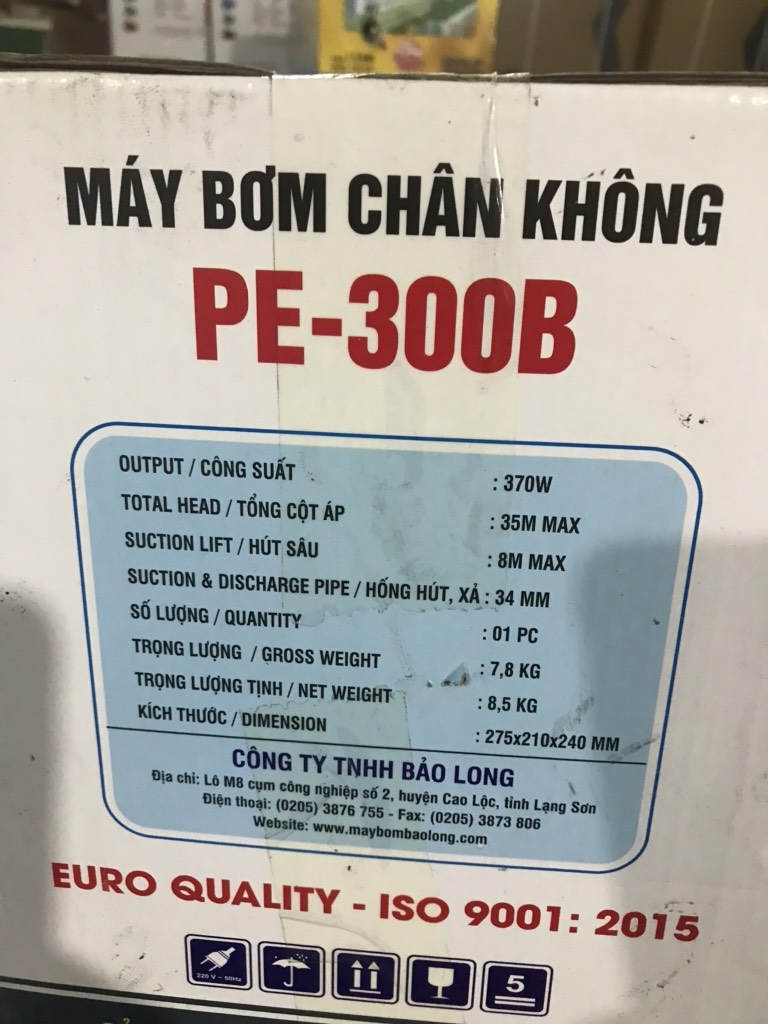 MÁY BƠM CHÂN KHÔNG
PE-300B
OUTPUT / CÔNG SUẤT : 370W
TOTAL HEAD / TỔNG CỘT ÁP : 35M MAX
SUCTION LIFT / HÚT SÂU : 8M MAX
SUCTION & DISCHARGE PIPE / HỐNG HÚT, XẢ : 34 MM
SỐ LƯỢNG / QUANTITY : 01 PC
TRỌNG LƯỢNG / GROSS WEIGHT : 7,8 KG
TRỌNG LƯỢNG TỊNH / NET WEIGHT : 8,5 KG
KÍCH THƯỚC / DIMENSION : 275x210x240 MM
CÔNG TY TNHH BẢO LONG
Địa chỉ: Lô M8 cụm công nghiệp số 2, huyện Cao Lộc, tỉnh Lạng Sơn
Điện thoại: (0205) 3876 755 - Fax: (0205) 3873 806
Website: www.maybombaolong.com
EURO QUALITY - ISO 9001: 2015
220 V ~ 50Hz
5